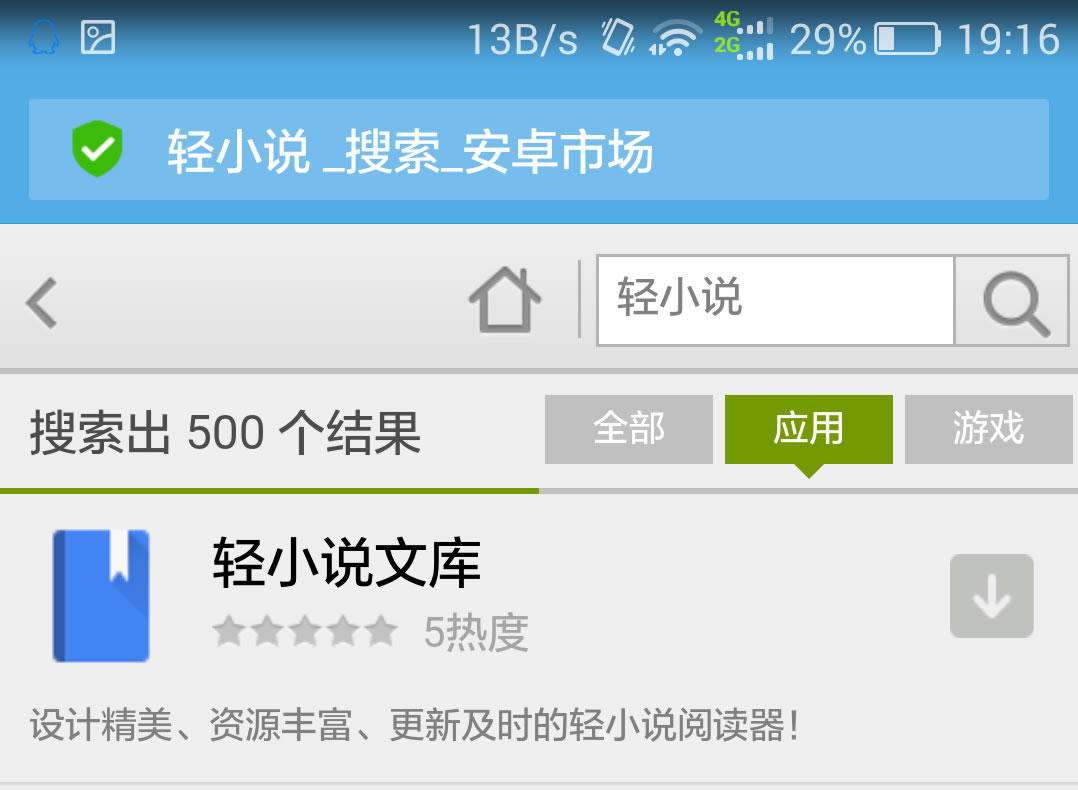 13B/s 4G 2G 29% 19:16
轻小说 _搜索_安卓市场
轻小说
搜索出 500 个结果 全部 应用 游戏
轻小说文库
5热度
设计精美、资源丰富、更新及时的轻小说阅读器！